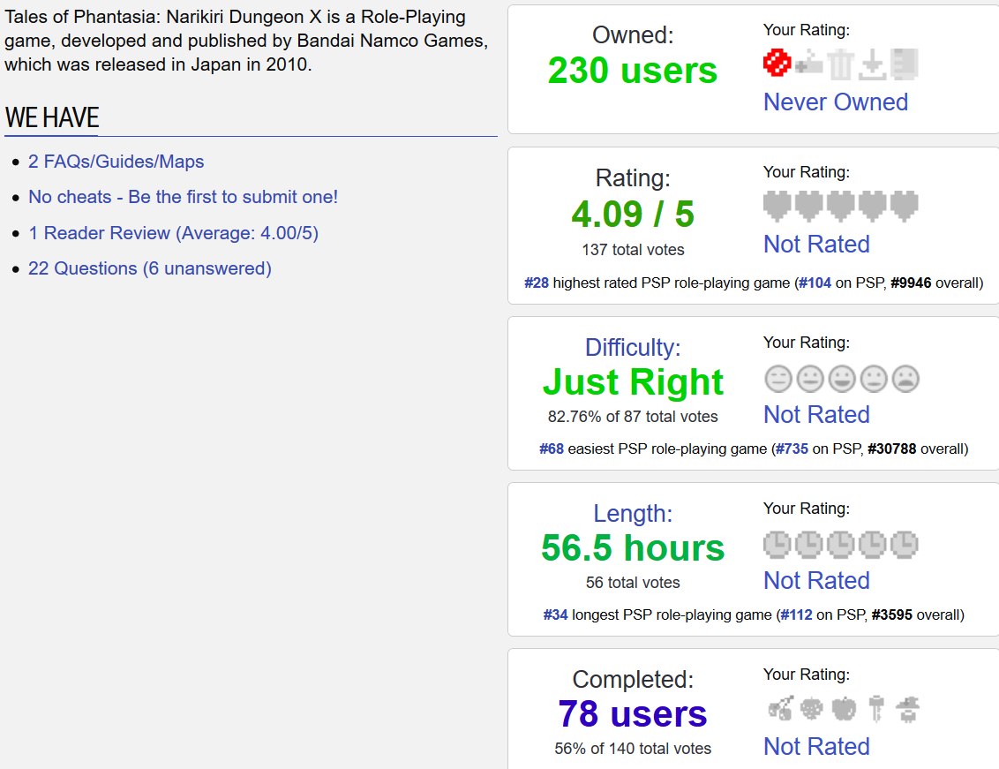 Tales of Phantasia: Narikiri Dungeon X is a Role-Playing
game, developed and published by Bandai Namco Games,
which was released in Japan in 2010.
WE HAVE
2 FAQs/Guides/Maps
No cheats - Be the first to submit one!
1 Reader Review (Average: 4.00/5)
22 Questions (6 unanswered)
Owned:
230 users
Your Rating:
Never Owned
Rating:
4.09 / 5
137 total votes
Your Rating:
Not Rated
#28 highest rated PSP role-playing game (#104 on PSP, #9946 overall)
Difficulty:
Just Right
82.76% of 87 total votes
Your Rating:
Not Rated
#68 easiest PSP role-playing game (#735 on PSP, #30788 overall)
Length:
56.5 hours
56 total votes
Your Rating:
Not Rated
#34 longest PSP role-playing game (#112 on PSP, #3595 overall)
Completed:
78 users
56% of 140 total votes
Your Rating:
Not Rated